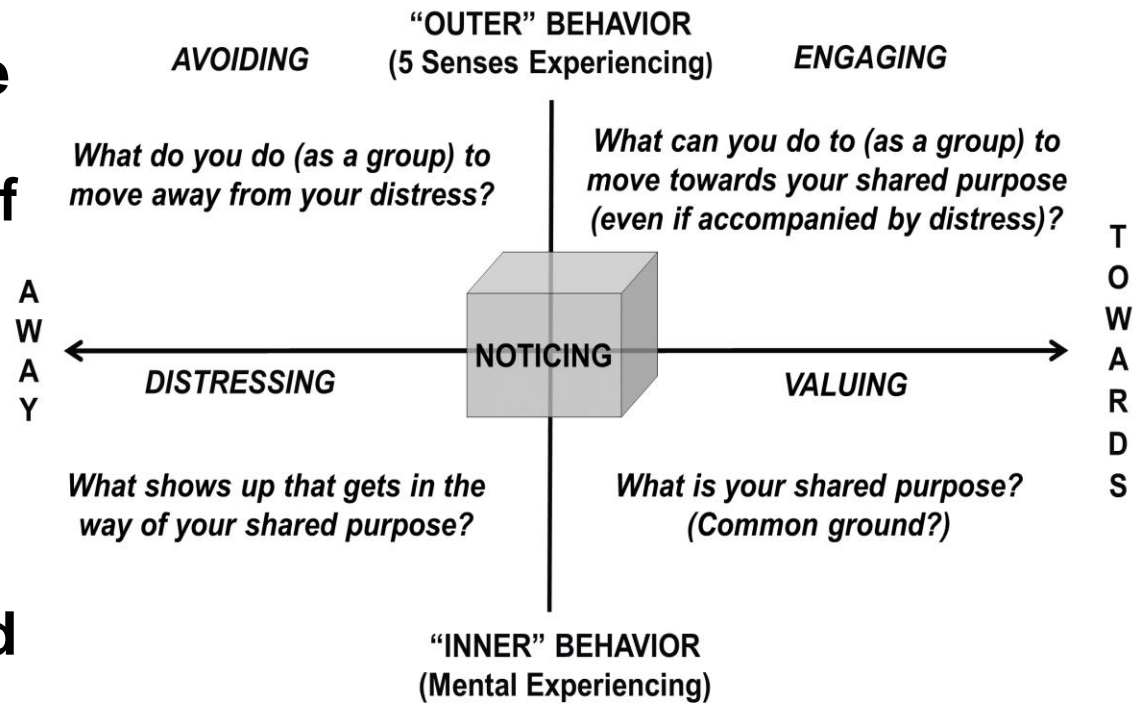 “OUTER” BEHAVIOR
(5 Senses Experiencing)
AVOIDING
ENGAGING
What do you do (as a group) to
move away from your distress?
What can you do to (as a group) to
move towards your shared purpose
(even if accompanied by distress)?
AWAY
TOWARDS
NOTICING
DISTRESSING
VALUING
What shows up that gets in the
way of your shared purpose?
What is your shared purpose?
(Common ground?)
“INNER” BEHAVIOR
(Mental Experiencing)